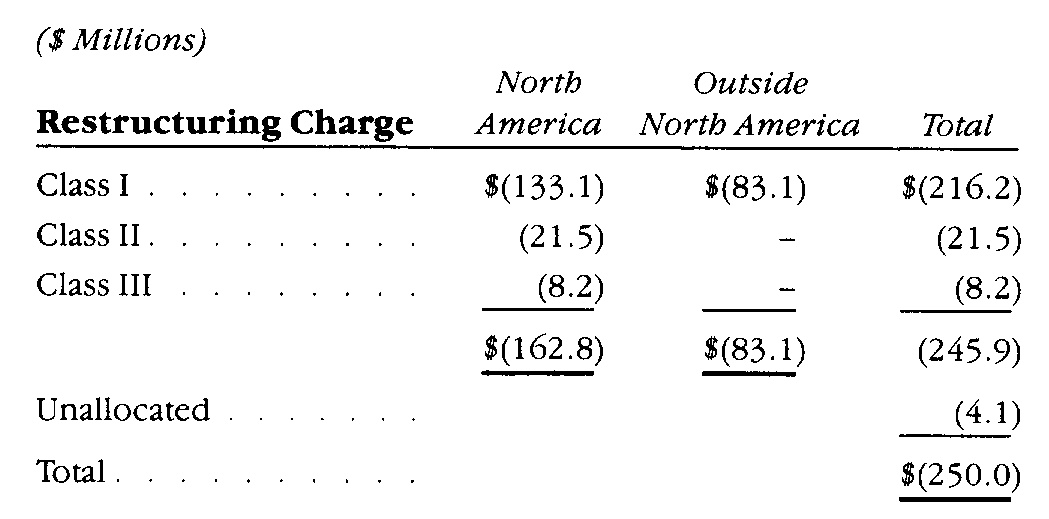 ($ Millions)
North Outside
Restructuring Charge America North America Total
Class I . . . . . . . . . $(133.1) $(83.1) $(216.2)
Class II . . . . . . . . . (21.5) – (21.5)
Class III . . . . . . . . (8.2) – (8.2)
$(162.8) $(83.1) (245.9)
Unallocated . . . . . . . (4.1)
Total . . . . . . . . . . $(250.0)